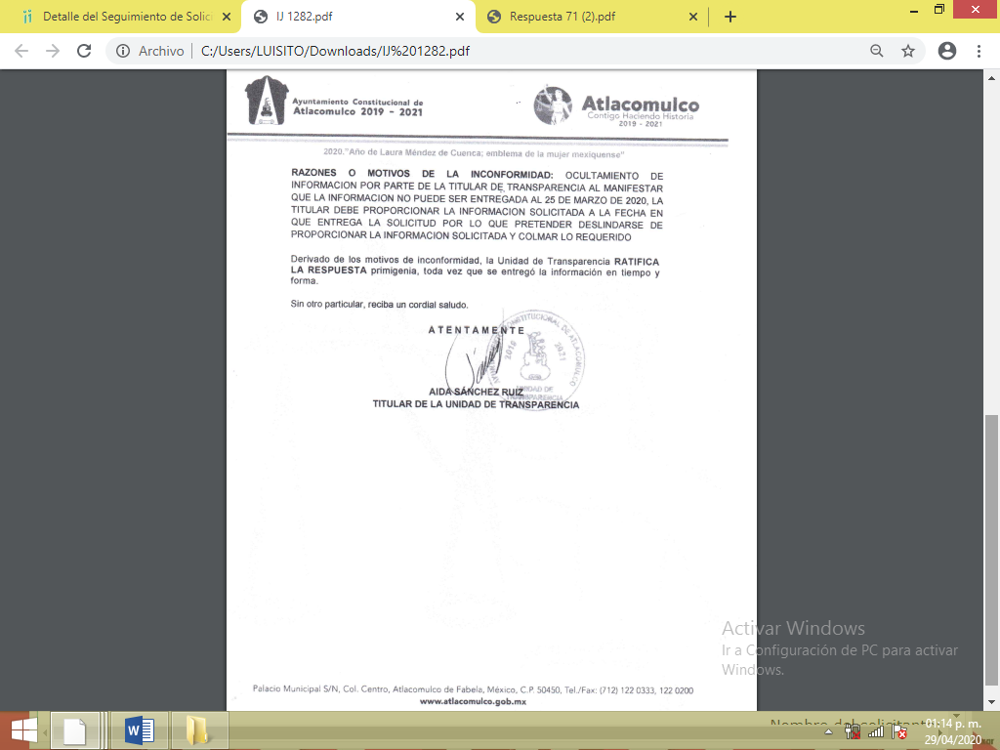 Detalle del Seguimiento de Solici
IJ 1282.pdf
Respuesta 71 (2).pdf
Archivo
C:/Users/LUISITO/Downloads/IJ%201282.pdf
Ayuntamiento Constitucional de
Atlacomulco 2019 - 2021
Atlacomulco
Contigo Haciendo Historia
2019 - 2021
2020."Año de Laura Méndez de Cuenca; emblema de la mujer mexiquense"
RAZONES O MOTIVOS DE LA INCONFORMIDAD: OCULTAMIENTO DE
INFORMACION POR PARTE DE LA TITULAR DE TRANSPARENCIA AL MANIFESTAR
QUE LA INFORMACION NO PUEDE SER ENTREGADA AL 25 DE MARZO DE 2020, LA
TITULAR DEBE PROPORCIONAR LA INFORMACION SOLICITADA A LA FECHA EN
QUE ENTREGA LA SOLICITUD POR LO QUE PRETENDER DESLINDARSE DE
PROPORCIONAR LA INFORMACION SOLICITADA Y COLMAR LO REQUERIDO
Derivado de los motivos de inconformidad, la Unidad de Transparencia RATIFICA
LA RESPUESTA primigenia, toda vez que se entregó la información en tiempo y
forma.
Sin otro particular, reciba un cordial saludo.
ATENTAMENTE
CONSTITUCIONAL DE ATLACOMULCO
2019 2021
UNIDAD DE
TRANSPARENCIA
AIDA SÁNCHEZ RUIZ
TITULAR DE LA UNIDAD DE TRANSPARENCIA
Activar Windows
Ir a Configuración de PC para activar
Windows.
Palacio Municipal S/N, Col. Centro, Atlacomulco de Fabela, México, C.P. 50450, Tel./Fax: (712) 122 0333, 122 0200
www.atlacomulco.gob.mx
Nombre del solicitant
01:14 p. m.
29/04/2020